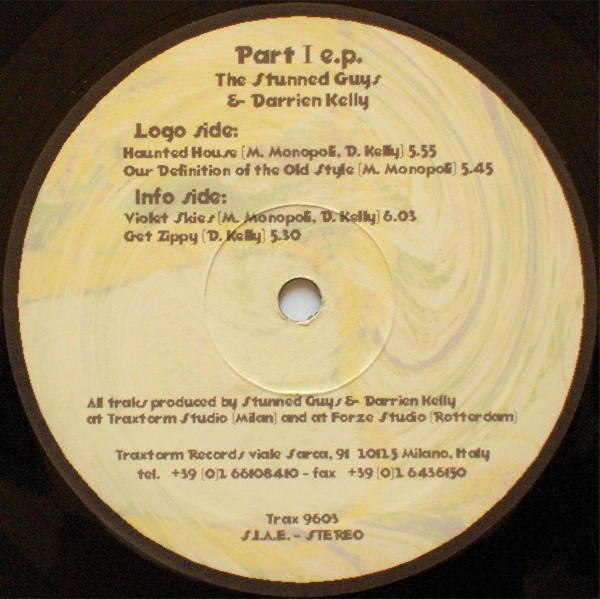 Part I e.p.
The Stunned Guys
& Darrien Kelly
Logo side:
Haunted House (M. Monopoli, D. Kelly) 5.55
Our Definition of the Old Style (M. Monopoli) 5.45
Info side:
Violet Skies (M. Monopoli, D. Kelly) 6.03
Get Zippy (D. Kelly) 5.30
All traks produced by Stunned Guys & Darrien Kelly
at Traxtorm Studio (Milan) and at Forze Studio (Rotterdam)
Traxtorm Records viale Sarca, 91 20125 Milano, Italy
tel. +39 (0)2 66108410 - fax +39 (0)2 6436150
Trax 9603
S.I.A.E. - STEREO